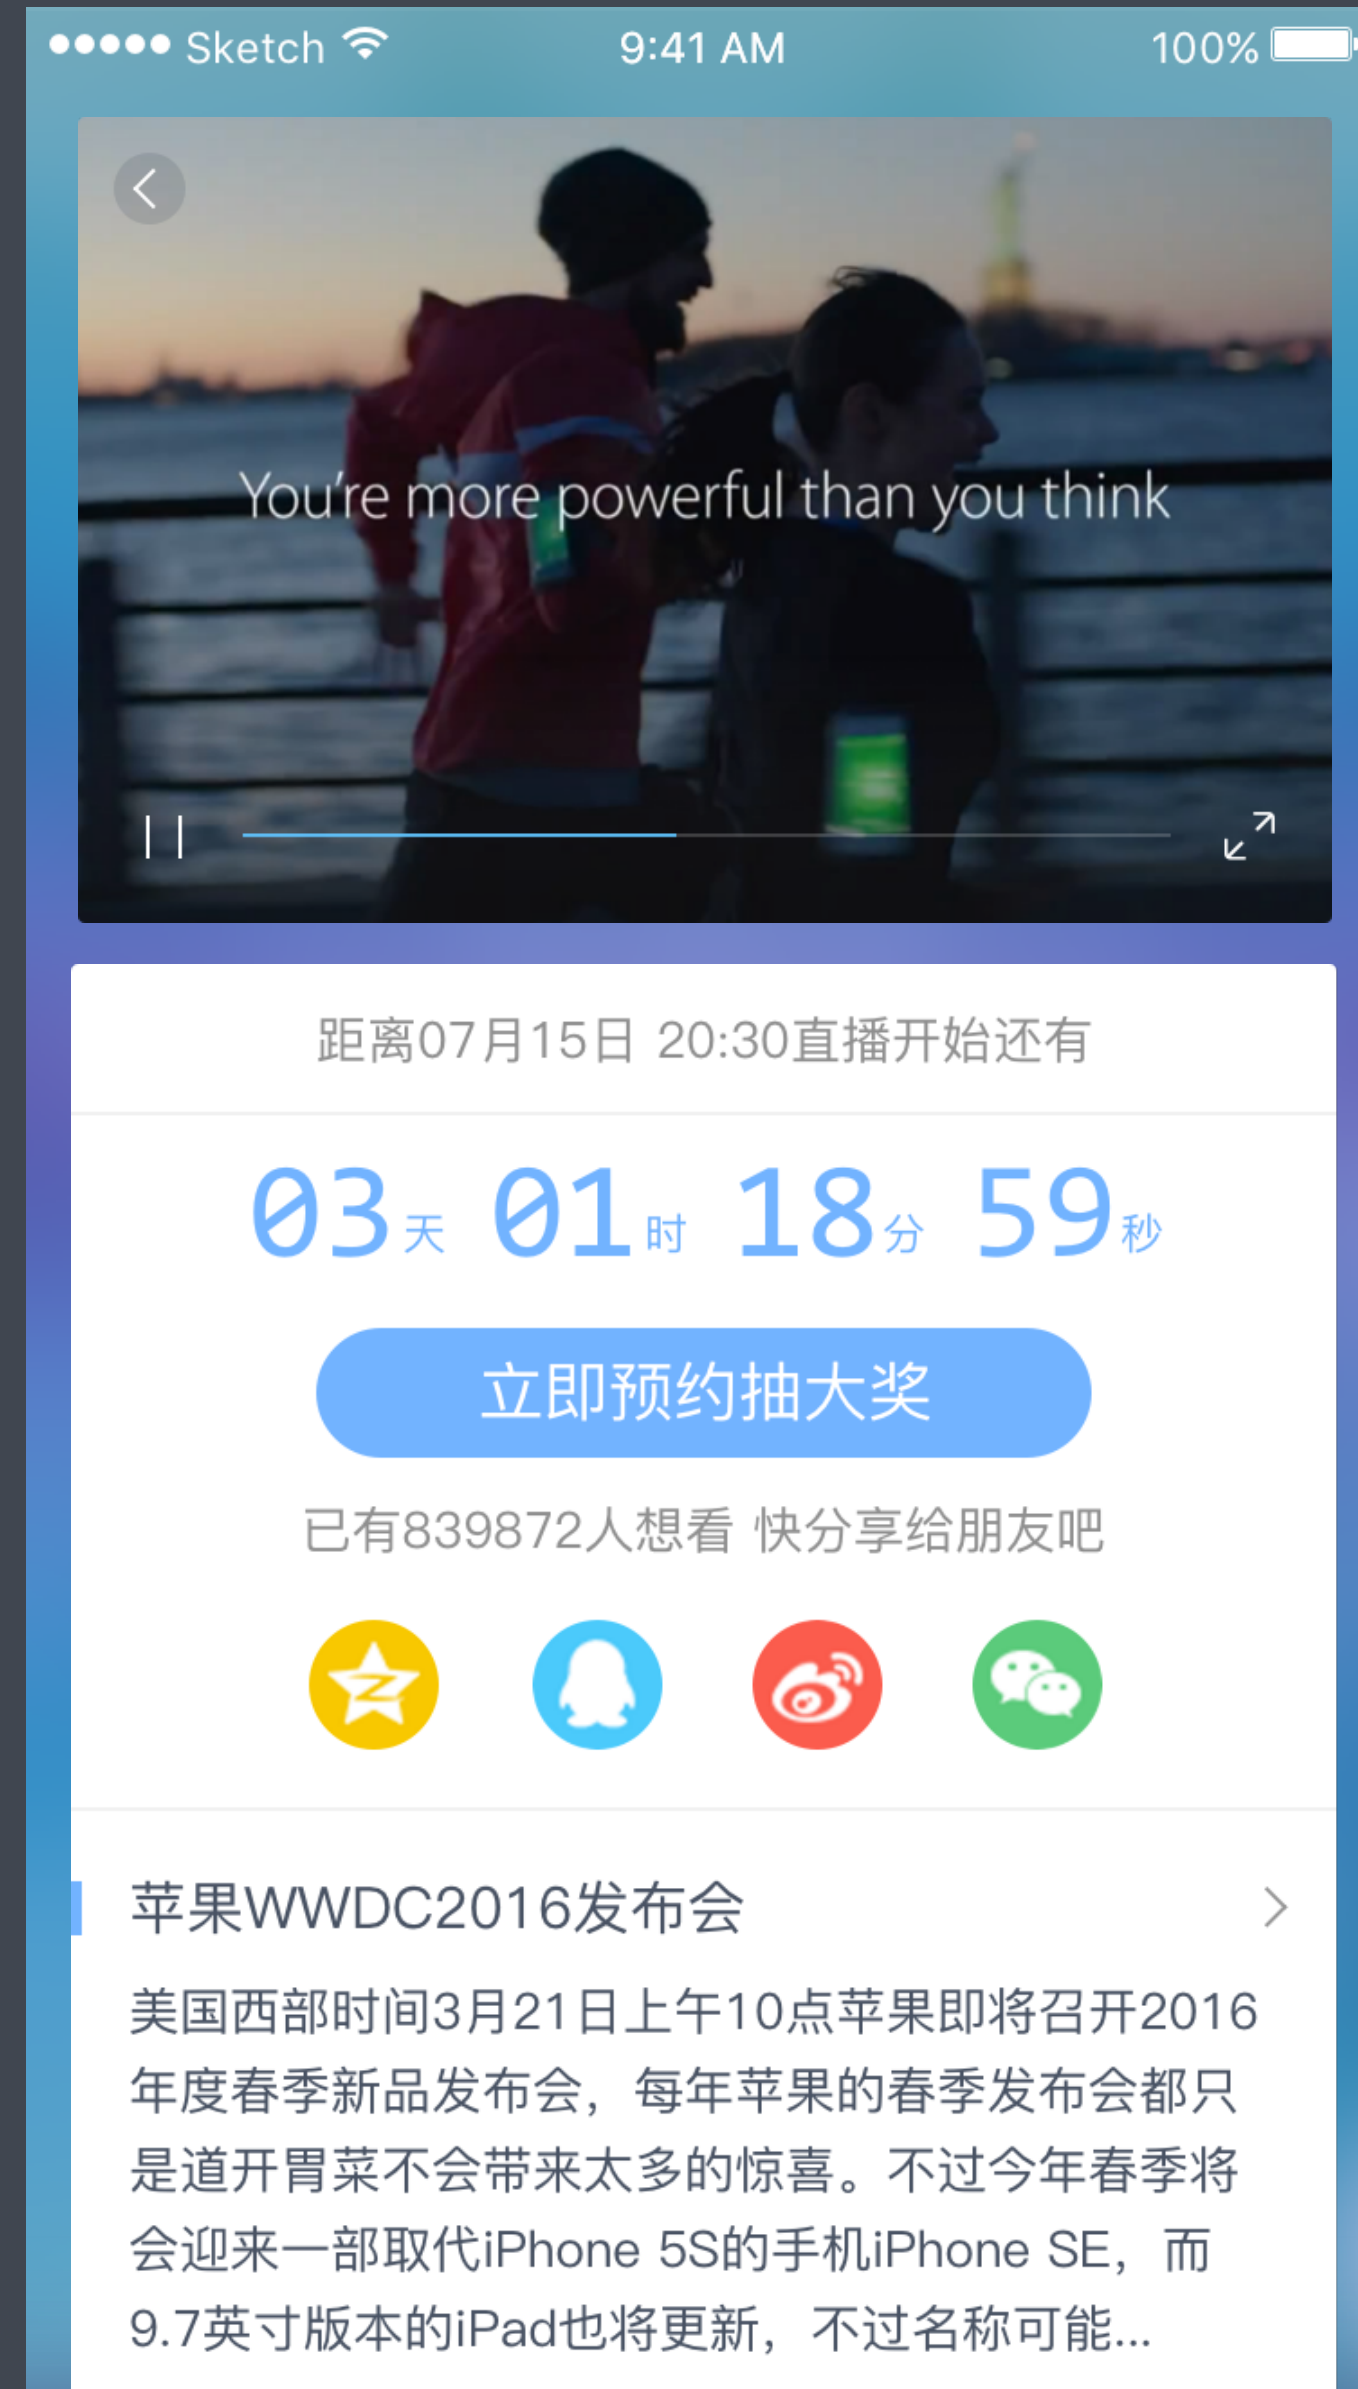 Sketch 9:41 AM 100%
You're more powerful than you think
距离07月15日 20:30直播开始还有
03天 01时 18分 59秒
立即预约抽大奖
已有839872人想看 快分享给朋友吧
苹果WWDC2016发布会
美国西部时间3月21日上午10点苹果即将召开2016
年度春季新品发布会，每年苹果的春季发布会都只
是道开胃菜不会带来太多的惊喜。不过今年春季将
会迎来一部取代iPhone 5S的手机iPhone SE，而
9.7英寸版本的iPad也将更新，不过名称可能...